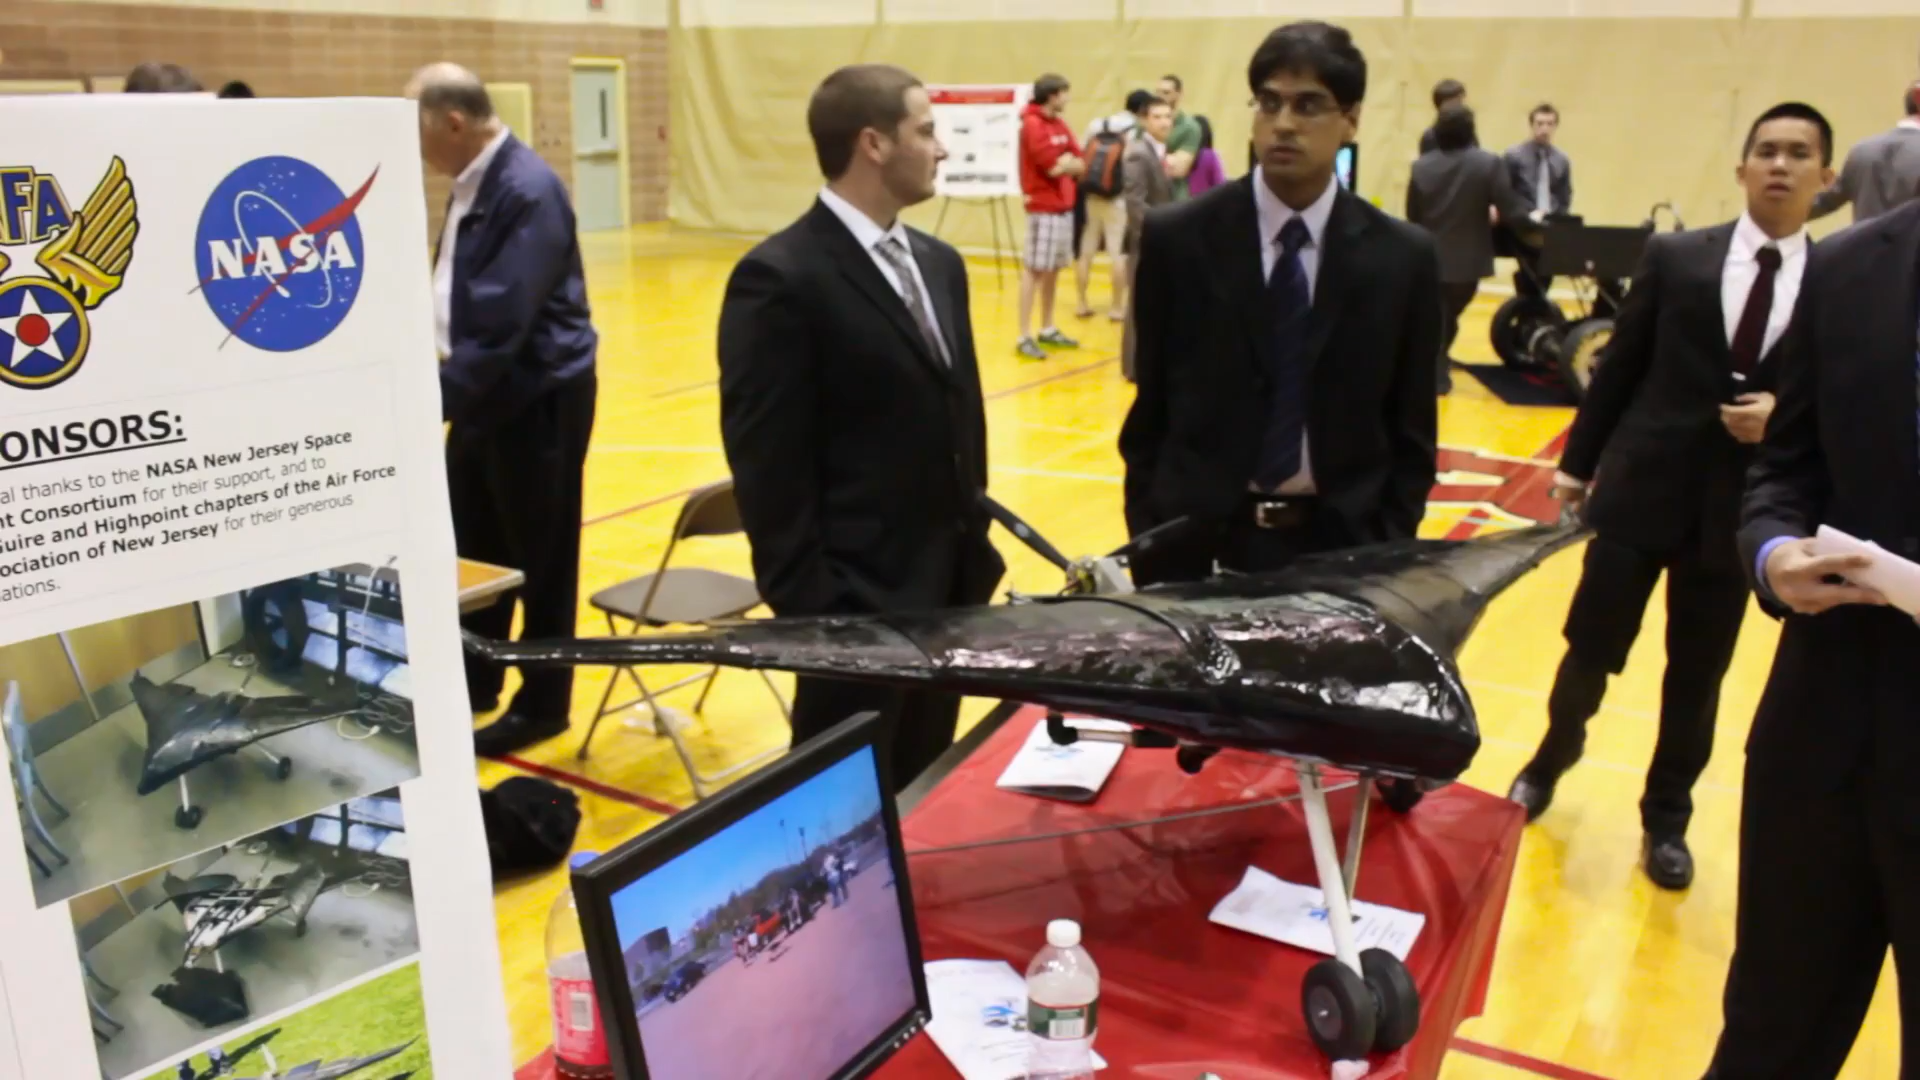 FA
NASA
ONSORS:
al thanks to the NASA New Jersey Space
nt Consortium for their support, and to
Guire and Highpoint chapters of the Air Force
ociation of New Jersey for their generous
ations.